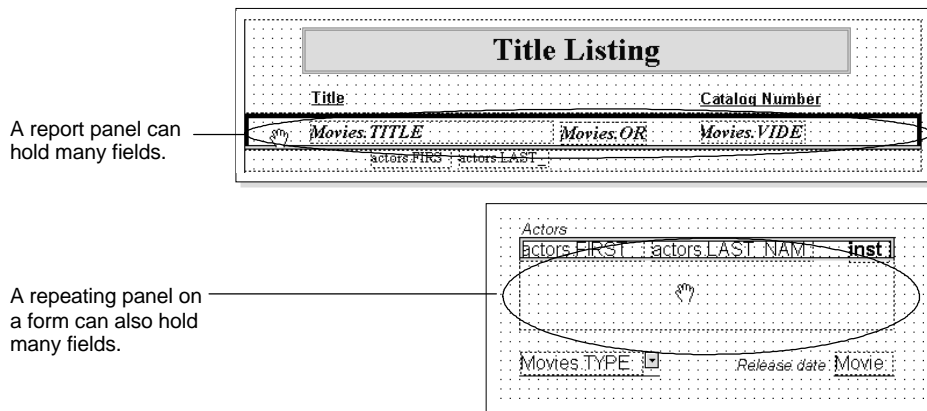 Title Listing
Title Catalog Number
A report panel can
hold many fields.
Movies.TITLE Movies.OR Movies.VIDE
actors.FIRS actors.LAST_
Actors
actors.FIRST actors.LAST_NAM inst
A repeating panel on
a form can also hold
many fields.
Movies.TYPE Release date Movie